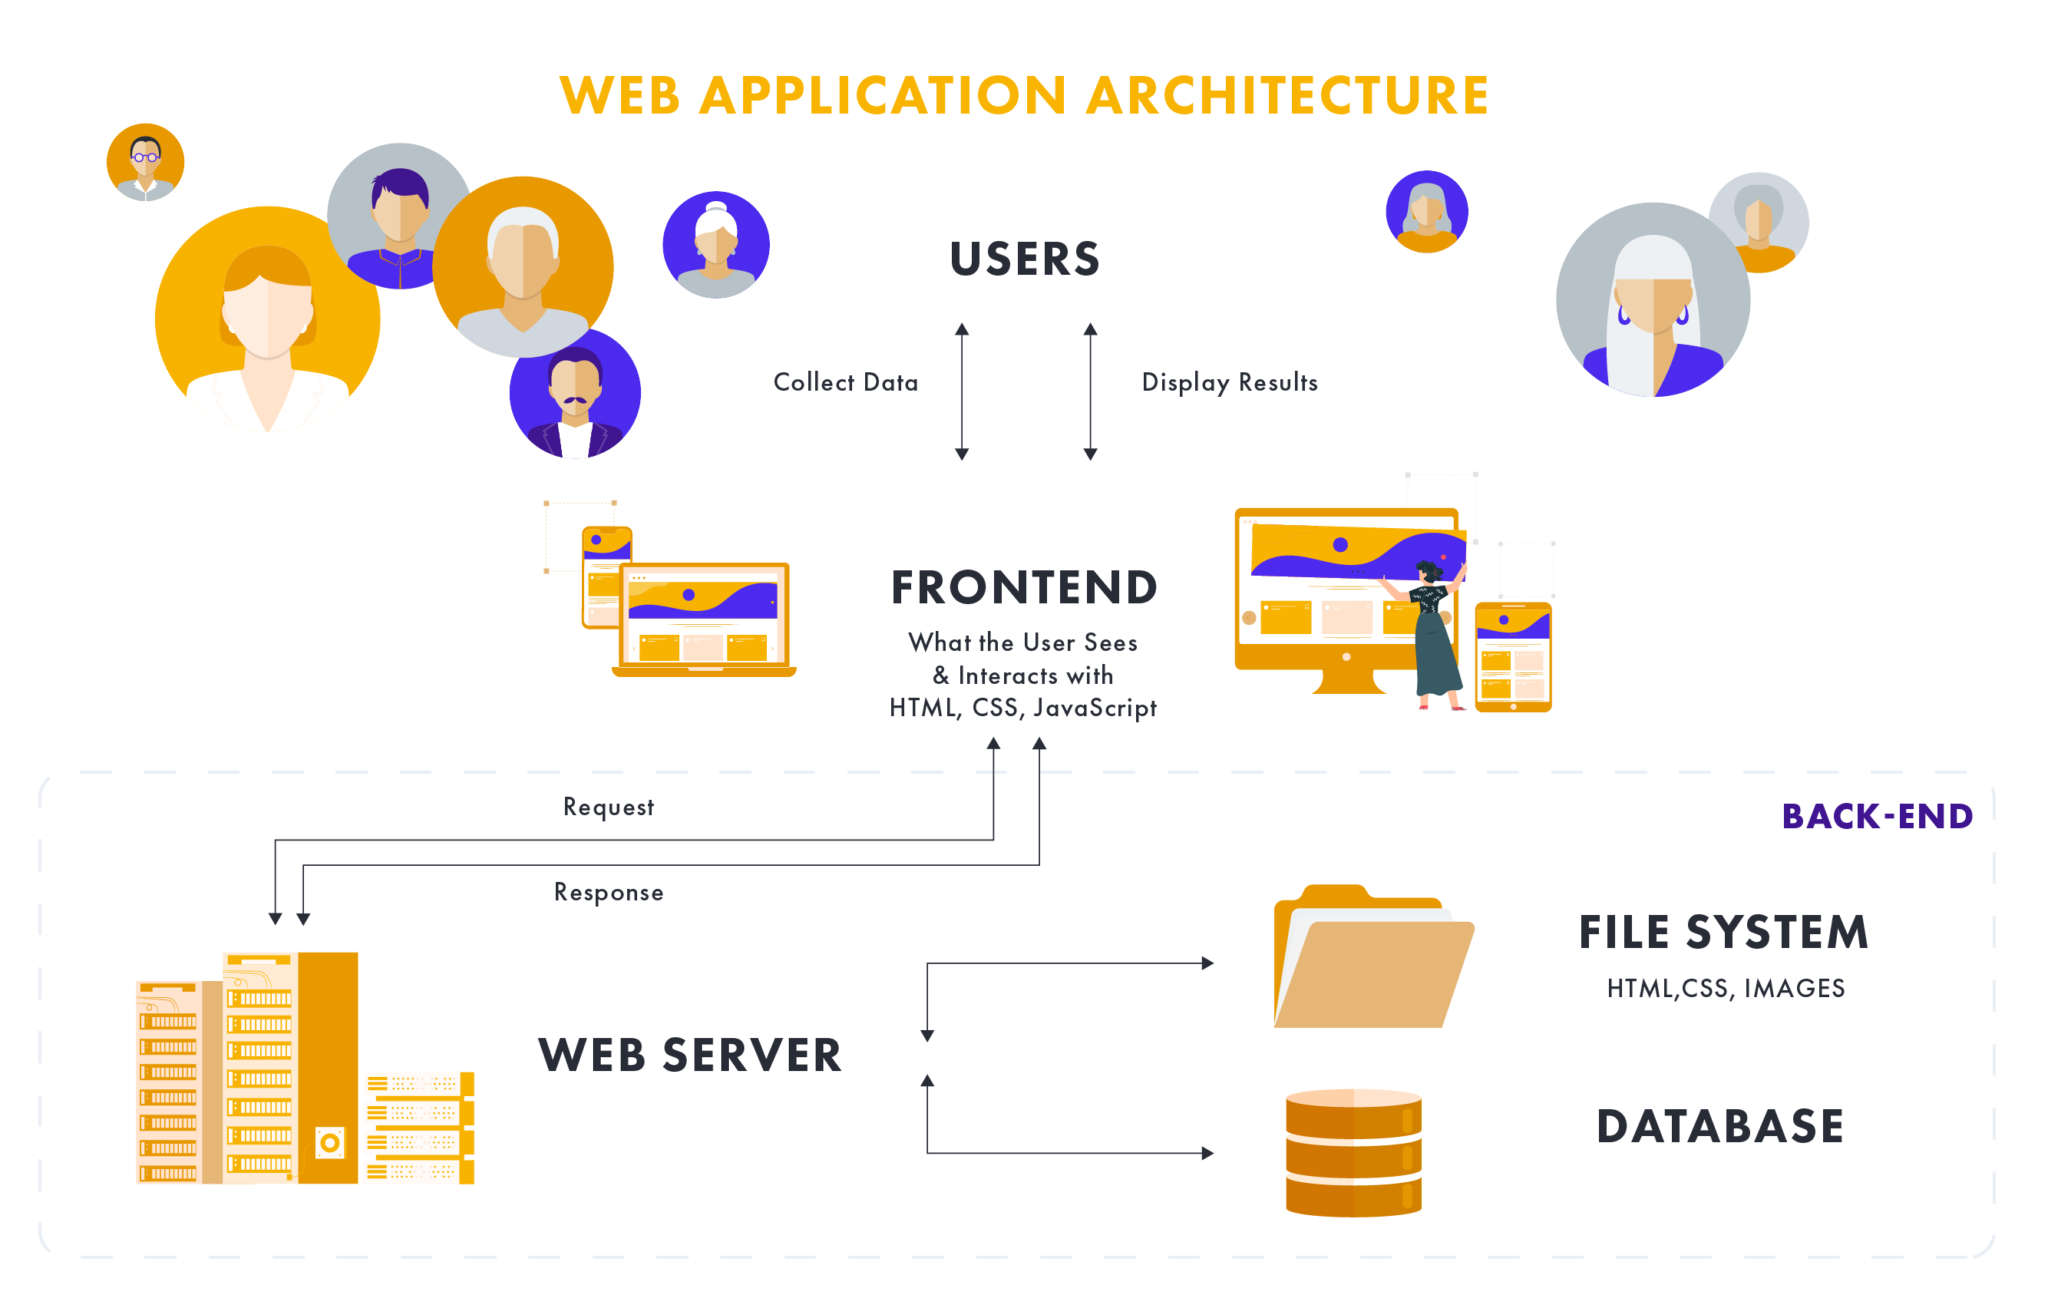 WEB APPLICATION ARCHITECTURE
USERS
Collect Data
Display Results
FRONTEND
What the User Sees
& Interacts with
HTML, CSS, JavaScript
BACK-END
Request
Response
FILE SYSTEM
HTML,CSS, IMAGES
WEB SERVER
DATABASE